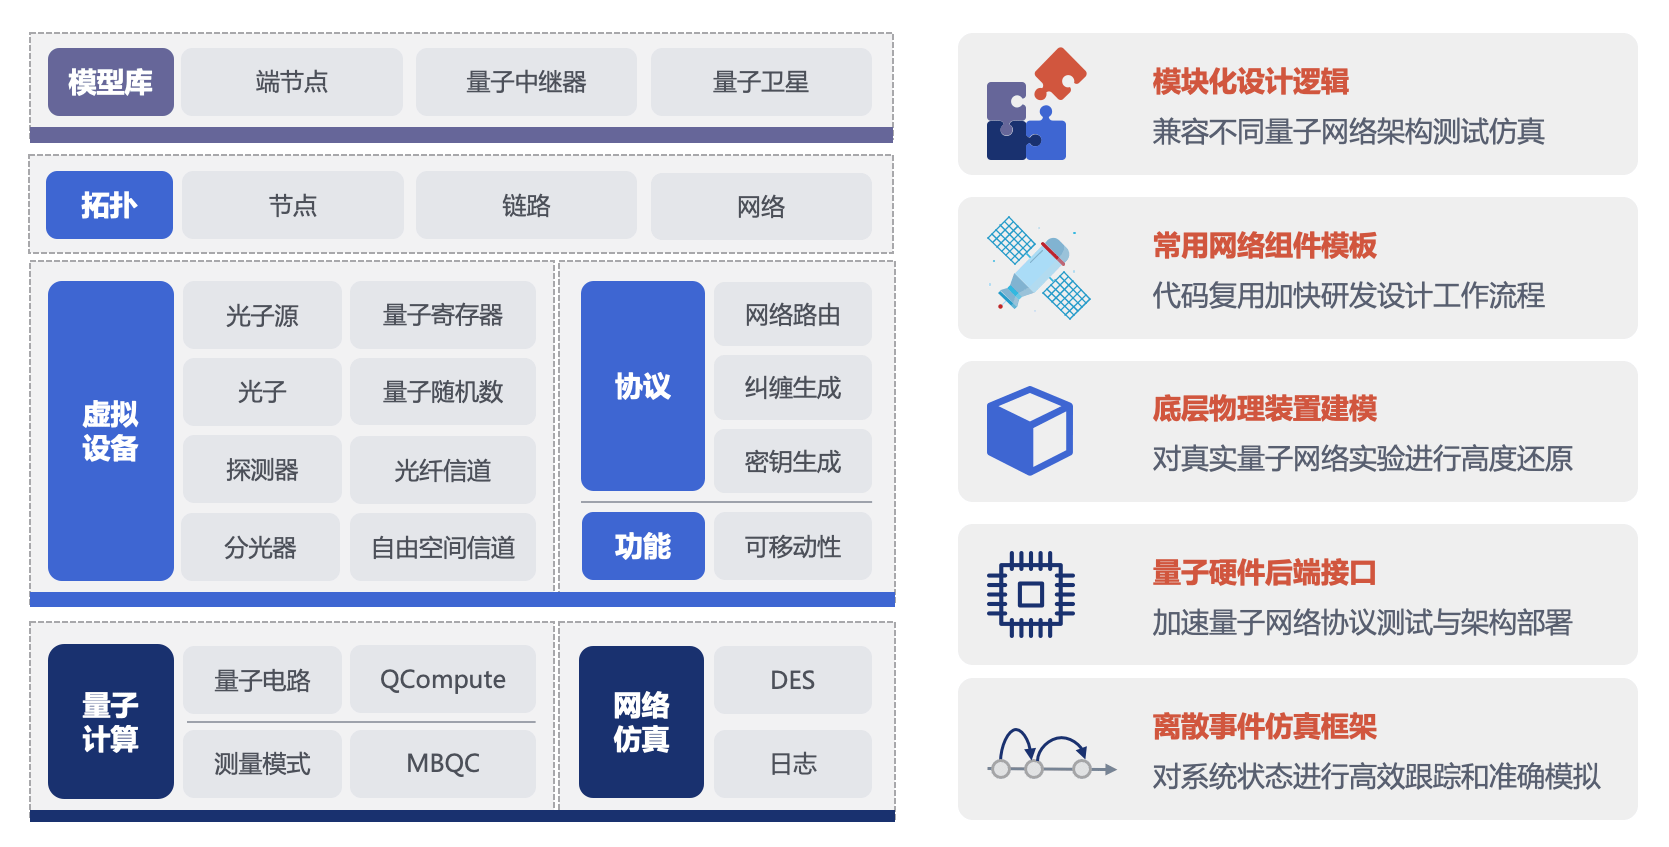 模型库
端节点
量子中继器
量子卫星
拓扑
节点
链路
网络
虚拟
设备
光子源
量子寄存器
光子
量子随机数
探测器
光纤信道
分光器
自由空间信道
协议
网络路由
纠缠生成
密钥生成
功能
可移动性
量子
计算
量子电路
QCompute
测量模式
MBQC
网络
仿真
DES
日志
模块化设计逻辑
兼容不同量子网络架构测试仿真
常用网络组件模板
代码复用加快研发设计工作流程
底层物理装置建模
对真实量子网络实验进行高度还原
量子硬件后端接口
加速量子网络协议测试与架构部署
离散事件仿真框架
对系统状态进行高效跟踪和准确模拟